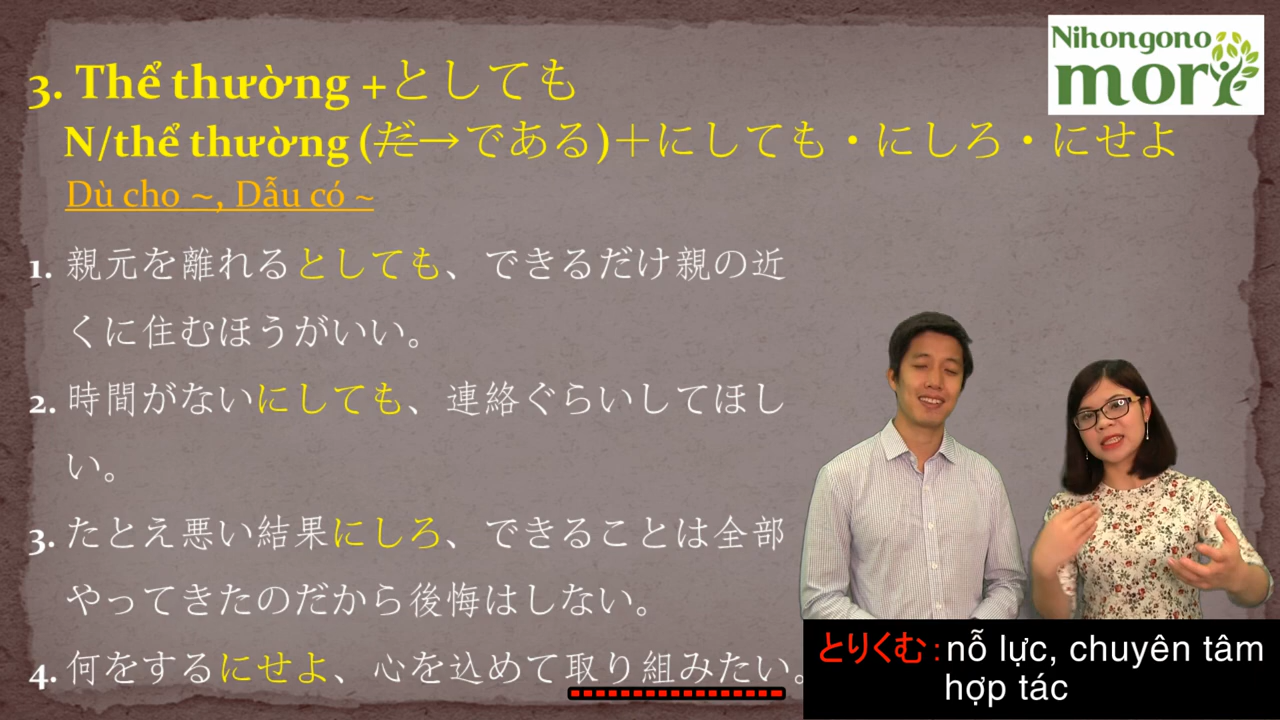 Nihongono
mori
3. Thể thường +としても
N/thể thường (だ→である)＋にしても・にしろ・にせよ
Dù cho ~, Dẫu có ~
1. 親元を離れるとしても、できるだけ親の近
くに住むほうがいい。
2. 時間がないにしても、連絡ぐらいしてほし
い。
3. たとえ悪い結果にしろ、できることは全部
やってきたのだから後悔はしない。
4. 何をするにせよ、心を込めて取り組みたい。
とりくむ : nỗ lực, chuyên tâm
hợp tác